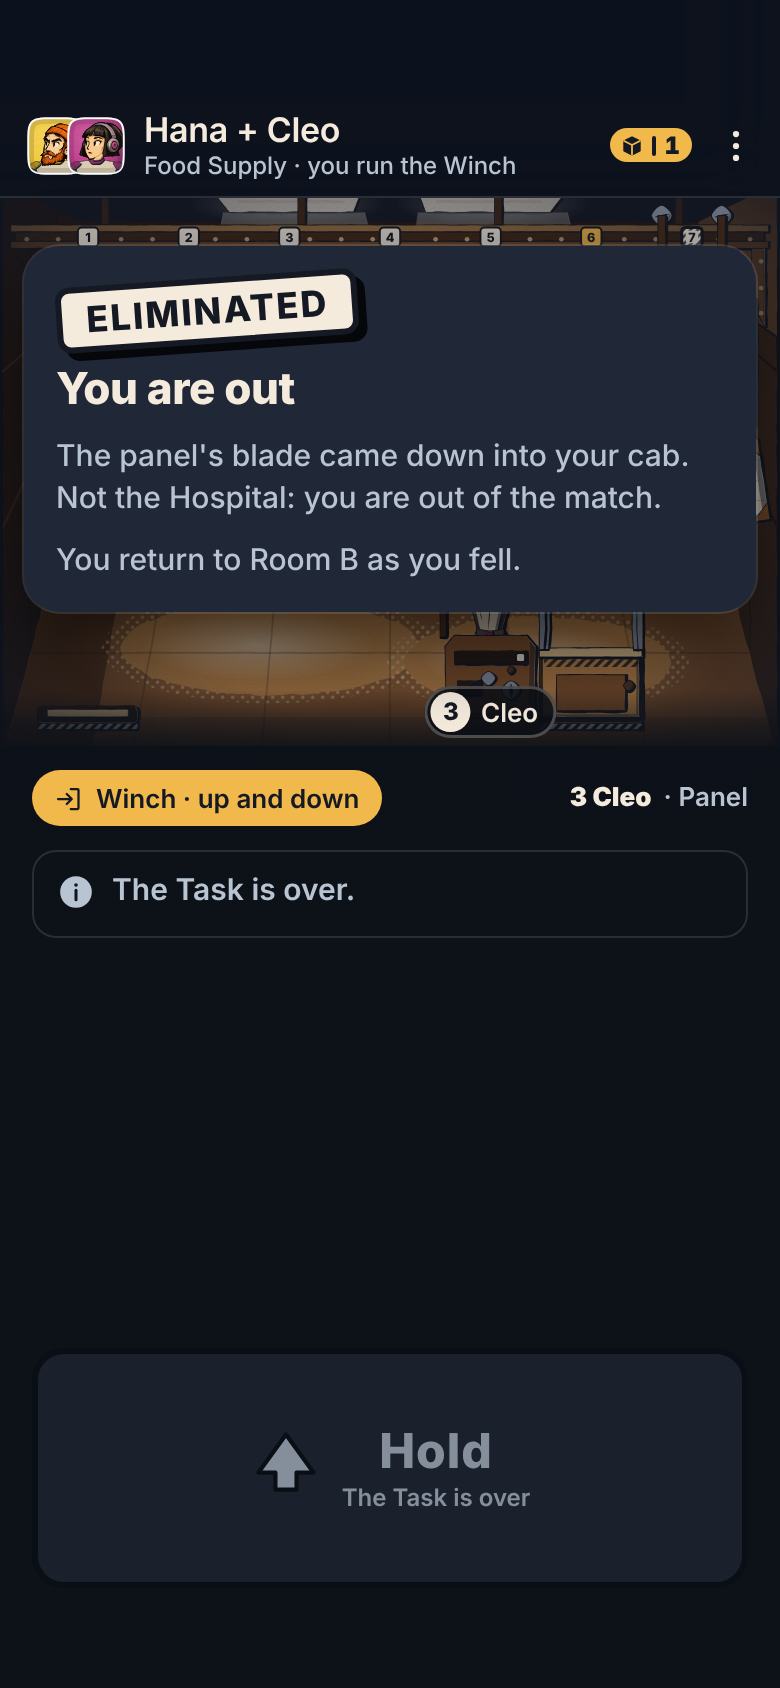 Hana + Cleo
Food Supply · you run the Winch
1
1 2 3 4 5 6 7
ELIMINATED
You are out
The panel's blade came down into your cab.
Not the Hospital: you are out of the match.
You return to Room B as you fell.
3 Cleo
Winch · up and down
3 Cleo · Panel
The Task is over.
Hold
The Task is over